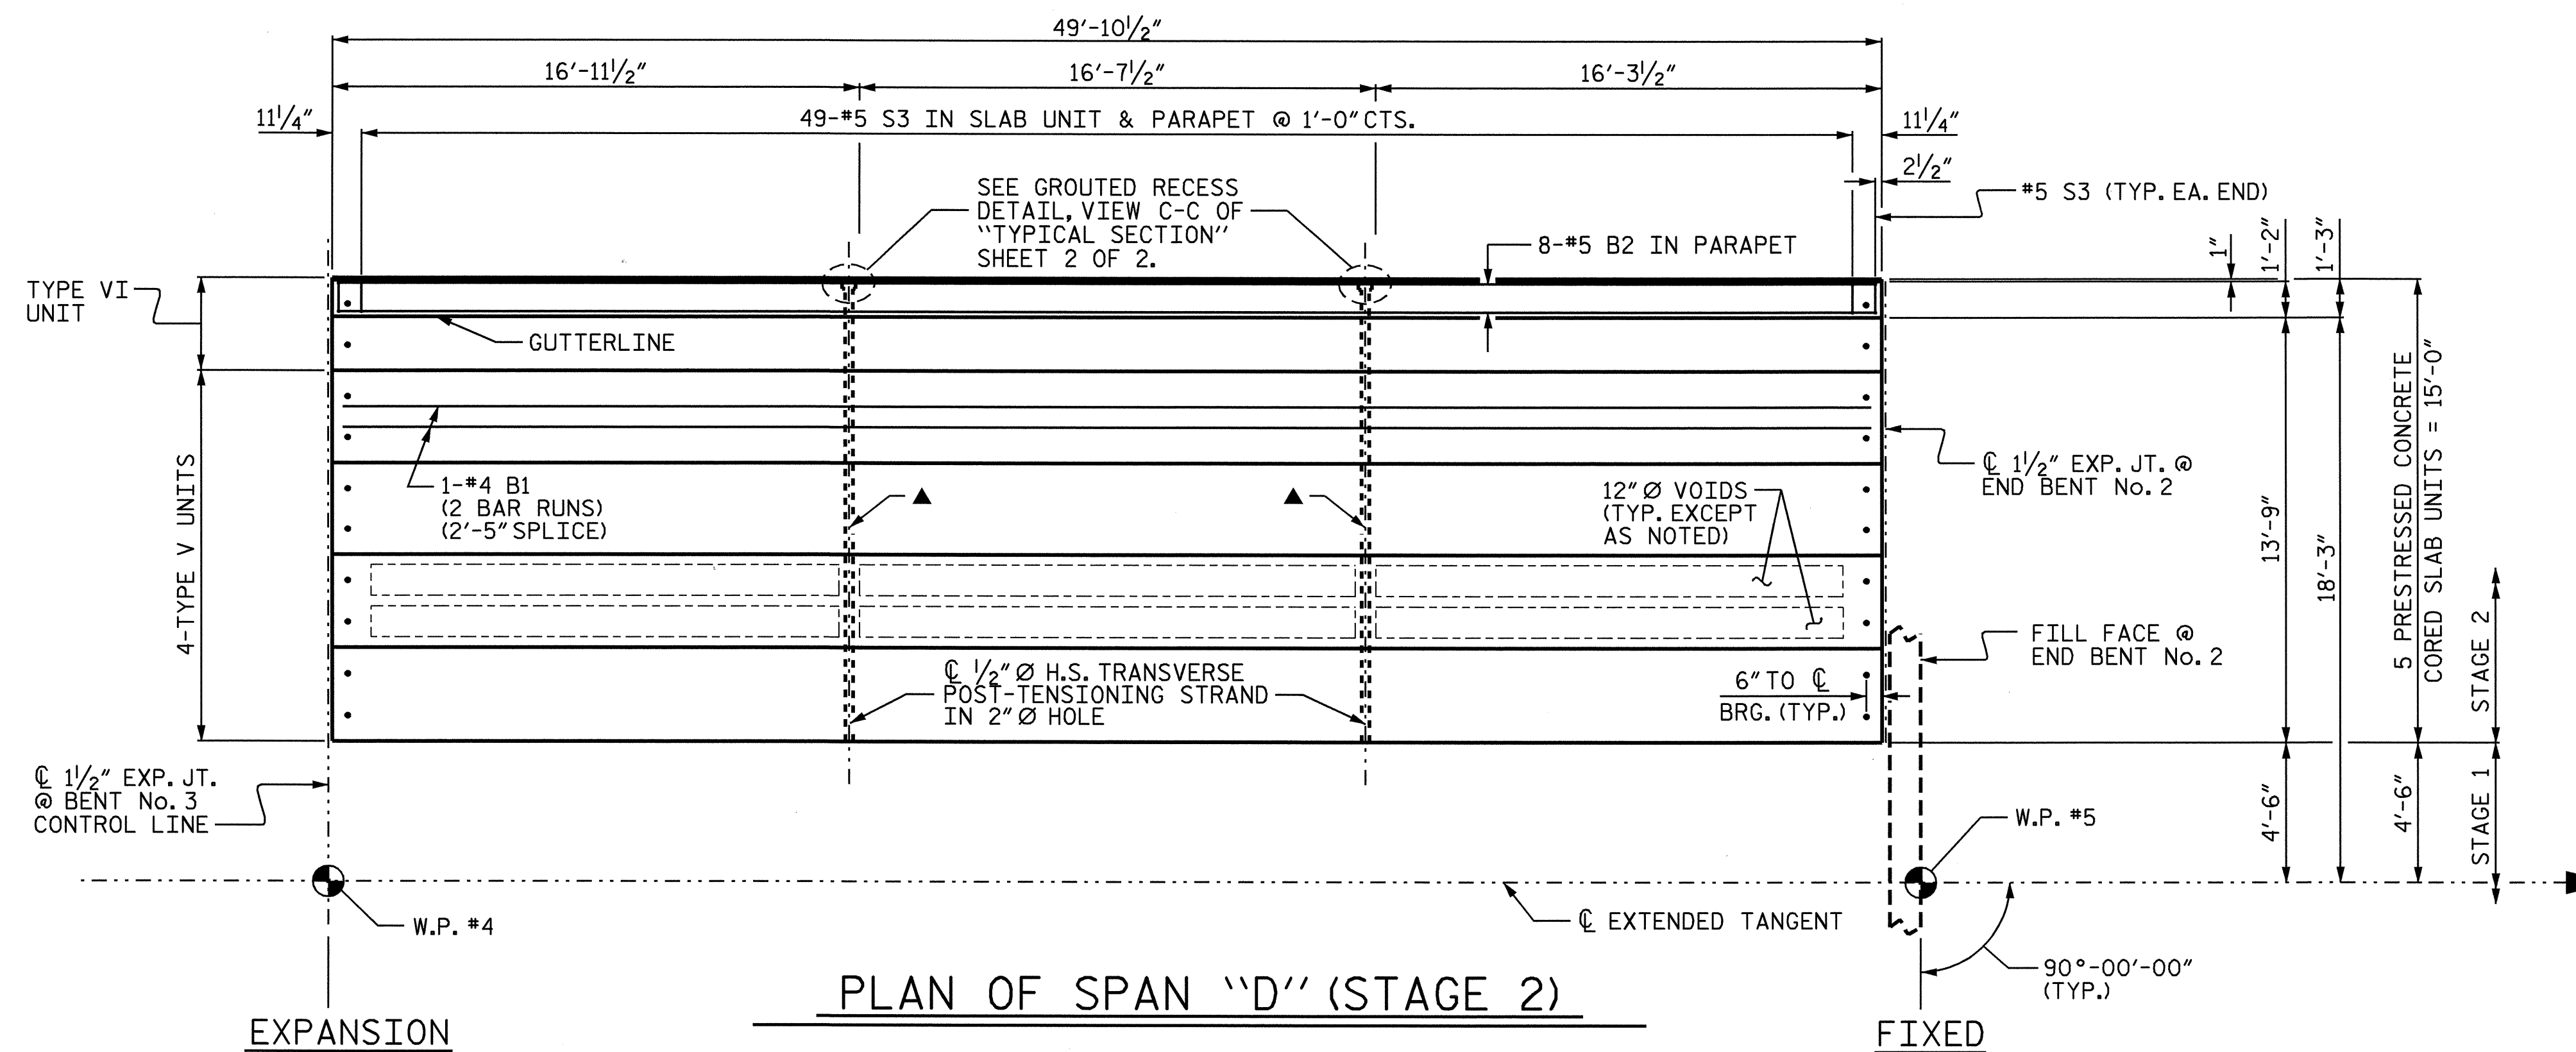 49'-10½"
16'-11½"
16'-7½"
16'-3½"
11¼"
49-#5 S3 IN SLAB UNIT & PARAPET @ 1'-0" CTS.
11¼"
2½"
#5 S3 (TYP. EA. END)
SEE GROUTED RECESS
DETAIL, VIEW C-C OF
"TYPICAL SECTION"
SHEET 2 OF 2.
8-#5 B2 IN PARAPET
1"
1'-2"
1'-3"
TYPE VI
UNIT
GUTTERLINE
4-TYPE V UNITS
1-#4 B1
(2 BAR RUNS)
(2'-5" SPLICE)
12" Ø VOIDS
(TYP. EXCEPT
AS NOTED)
℄ 1½" EXP. JT. @
END BENT No. 2
13'-9"
18'-3"
5 PRESTRESSED CONCRETE
CORED SLAB UNITS = 15'-0"
STAGE 2
FILL FACE @
END BENT No. 2
℄ ½" Ø H.S. TRANSVERSE
POST-TENSIONING STRAND
IN 2" Ø HOLE
6" TO ℄
BRG. (TYP.)
℄ 1½" EXP. JT.
@ BENT No. 3
CONTROL LINE
4'-6"
4'-6"
STAGE 1
W.P. #5
W.P. #4
℄ EXTENDED TANGENT
90°-00'-00"
(TYP.)
PLAN OF SPAN "D" (STAGE 2)
EXPANSION
FIXED